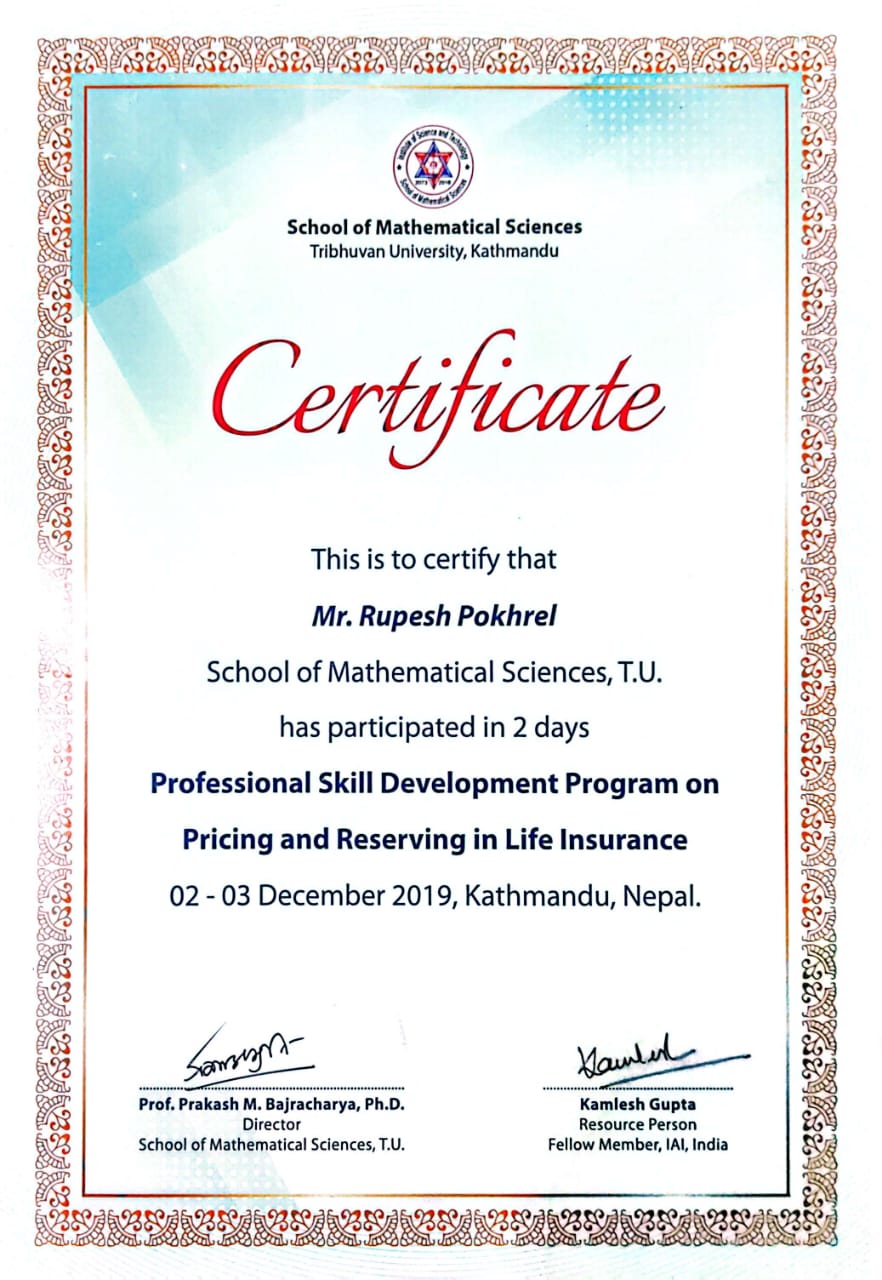 Institute of Science and Technology
2073 2016
School of Mathematical Sciences
School of Mathematical Sciences
Tribhuvan University, Kathmandu
Certificate
This is to certify that
Mr. Rupesh Pokhrel
School of Mathematical Sciences, T.U.
has participated in 2 days
Professional Skill Development Program on
Pricing and Reserving in Life Insurance
02 - 03 December 2019, Kathmandu, Nepal.
Prof. Prakash M. Bajracharya, Ph.D.
Director
School of Mathematical Sciences, T.U.
Kamlesh Gupta
Resource Person
Fellow Member, IAI, India